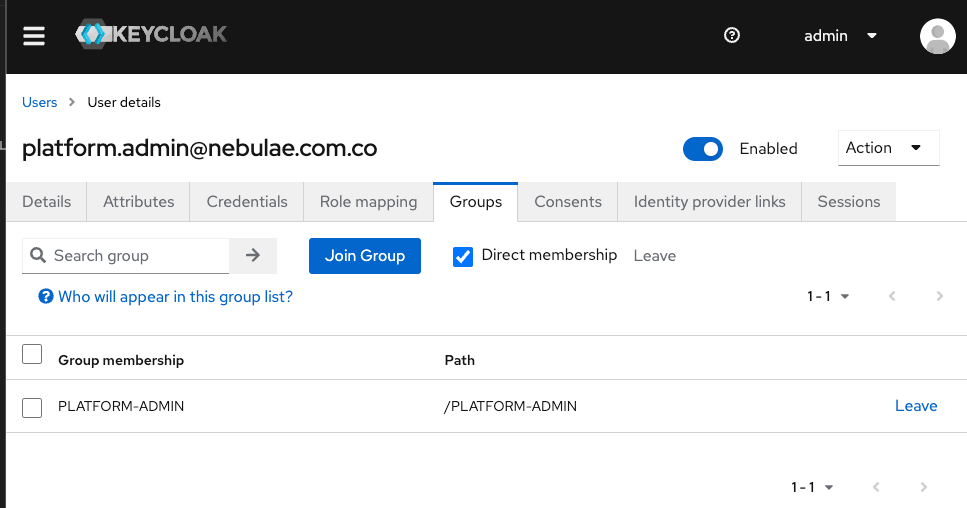 KEYCLOAK
admin
Users > User details
platform.admin@nebulae.com.co
Enabled
Action
Details Attributes Credentials Role mapping Groups Consents Identity provider links Sessions
Search group
Join Group
Direct membership
Leave
Who will appear in this group list?
1 - 1
Group membership Path
PLATFORM-ADMIN /PLATFORM-ADMIN Leave
1 - 1